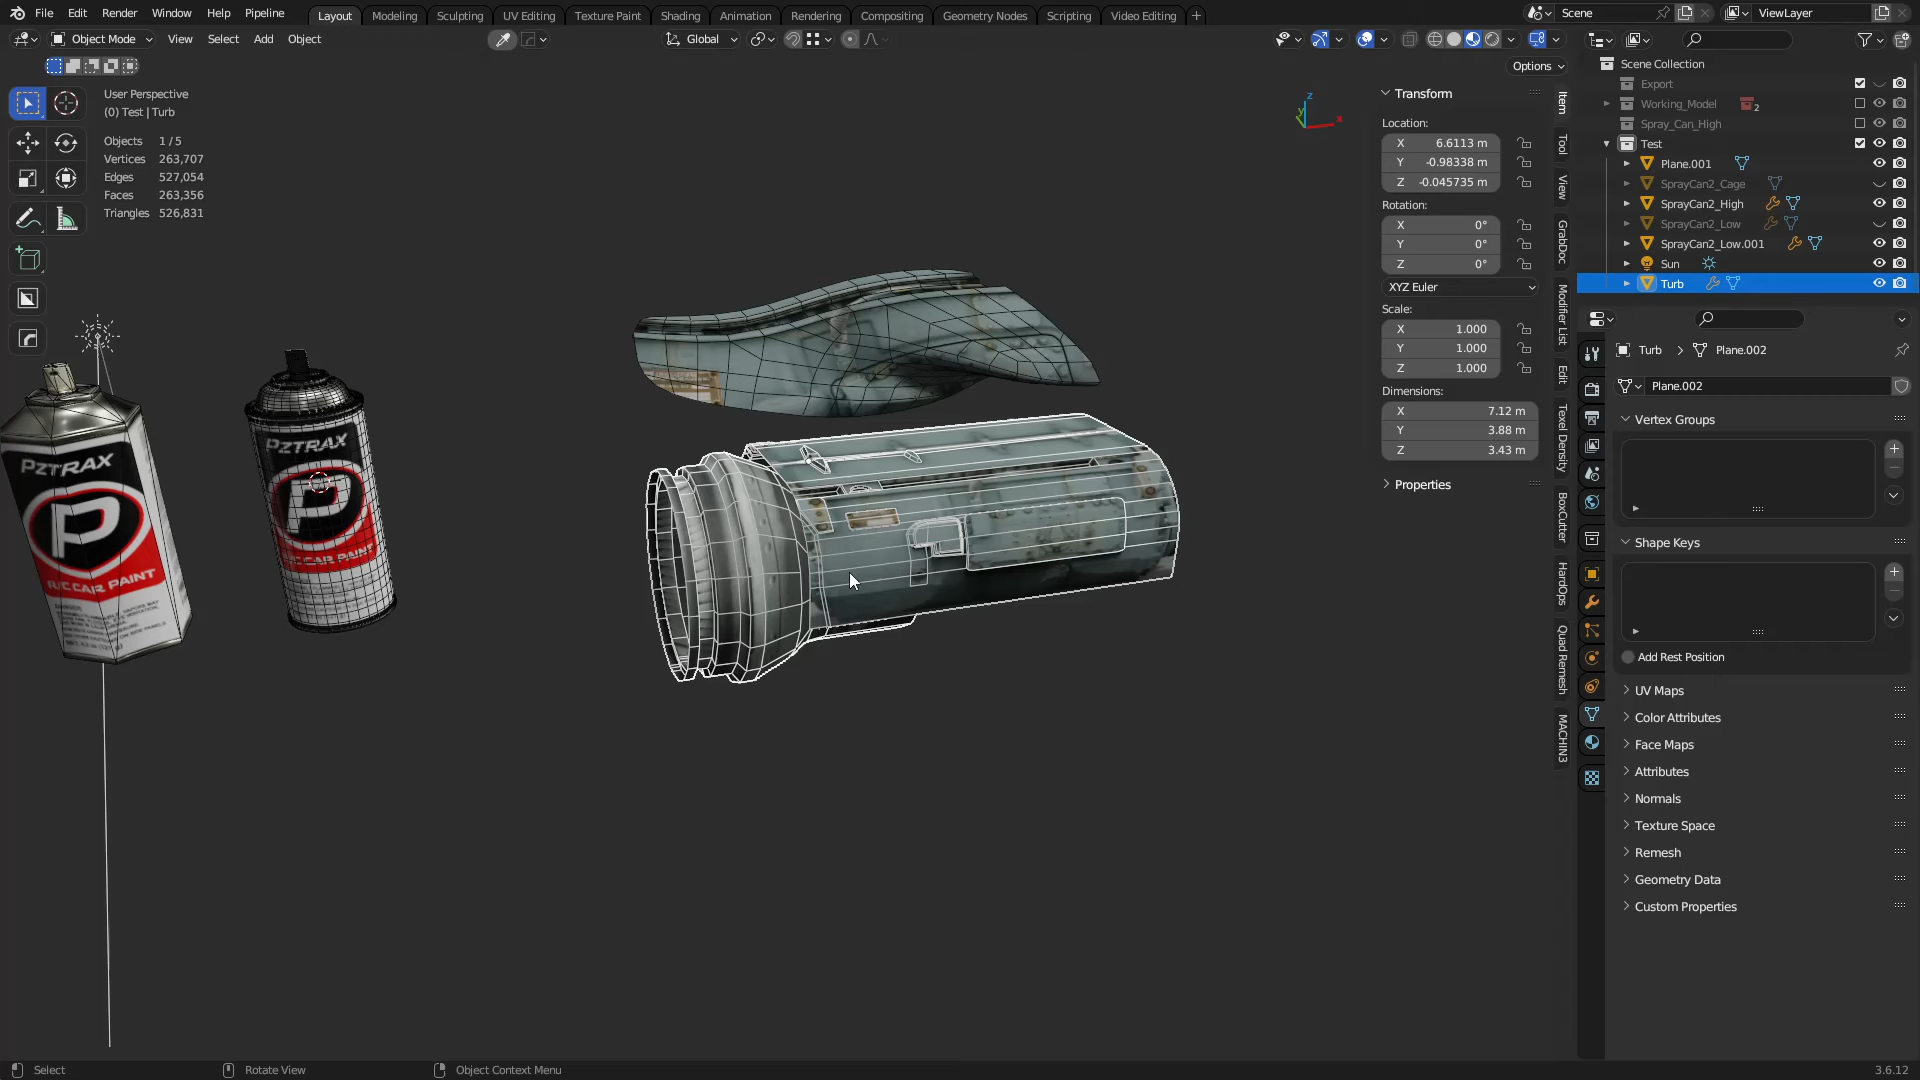 File Edit Render Window Help Pipeline
Layout Modeling Sculpting UV Editing Texture Paint Shading Animation Rendering Compositing Geometry Nodes Scripting Video Editing +
Scene
ViewLayer
Object Mode View Select Add Object
Global
Options
User Perspective
(0) Test | Turb
Objects 1 / 5
Vertices 263,707
Edges 527,054
Faces 263,356
Triangles 526,831
Z
X
Y
PZTRAX
P
R/C CAR PAINT
PZTRAX
P
R/C CAR PAINT
Transform
Location:
X 6.6113 m
Y -0.98338 m
Z -0.045735 m
Rotation:
X 0°
Y 0°
Z 0°
XYZ Euler
Scale:
X 1.000
Y 1.000
Z 1.000
Dimensions:
X 7.12 m
Y 3.88 m
Z 3.43 m
Properties
Item
Tool
View
GrabDoc
Modifier List
Edit
Texel Density
BoxCutter
HardOps
Quad Remesh
MACHIN3
Scene Collection
Export
Working_Model 2
Spray_Can_High
Test
Plane.001
SprayCan2_Cage
SprayCan2_High
SprayCan2_Low
SprayCan2_Low.001
Sun
Turb
Turb > Plane.002
Plane.002
Vertex Groups
Shape Keys
Add Rest Position
UV Maps
Color Attributes
Face Maps
Attributes
Normals
Texture Space
Remesh
Geometry Data
Custom Properties
Select Rotate View Object Context Menu 3.6.12